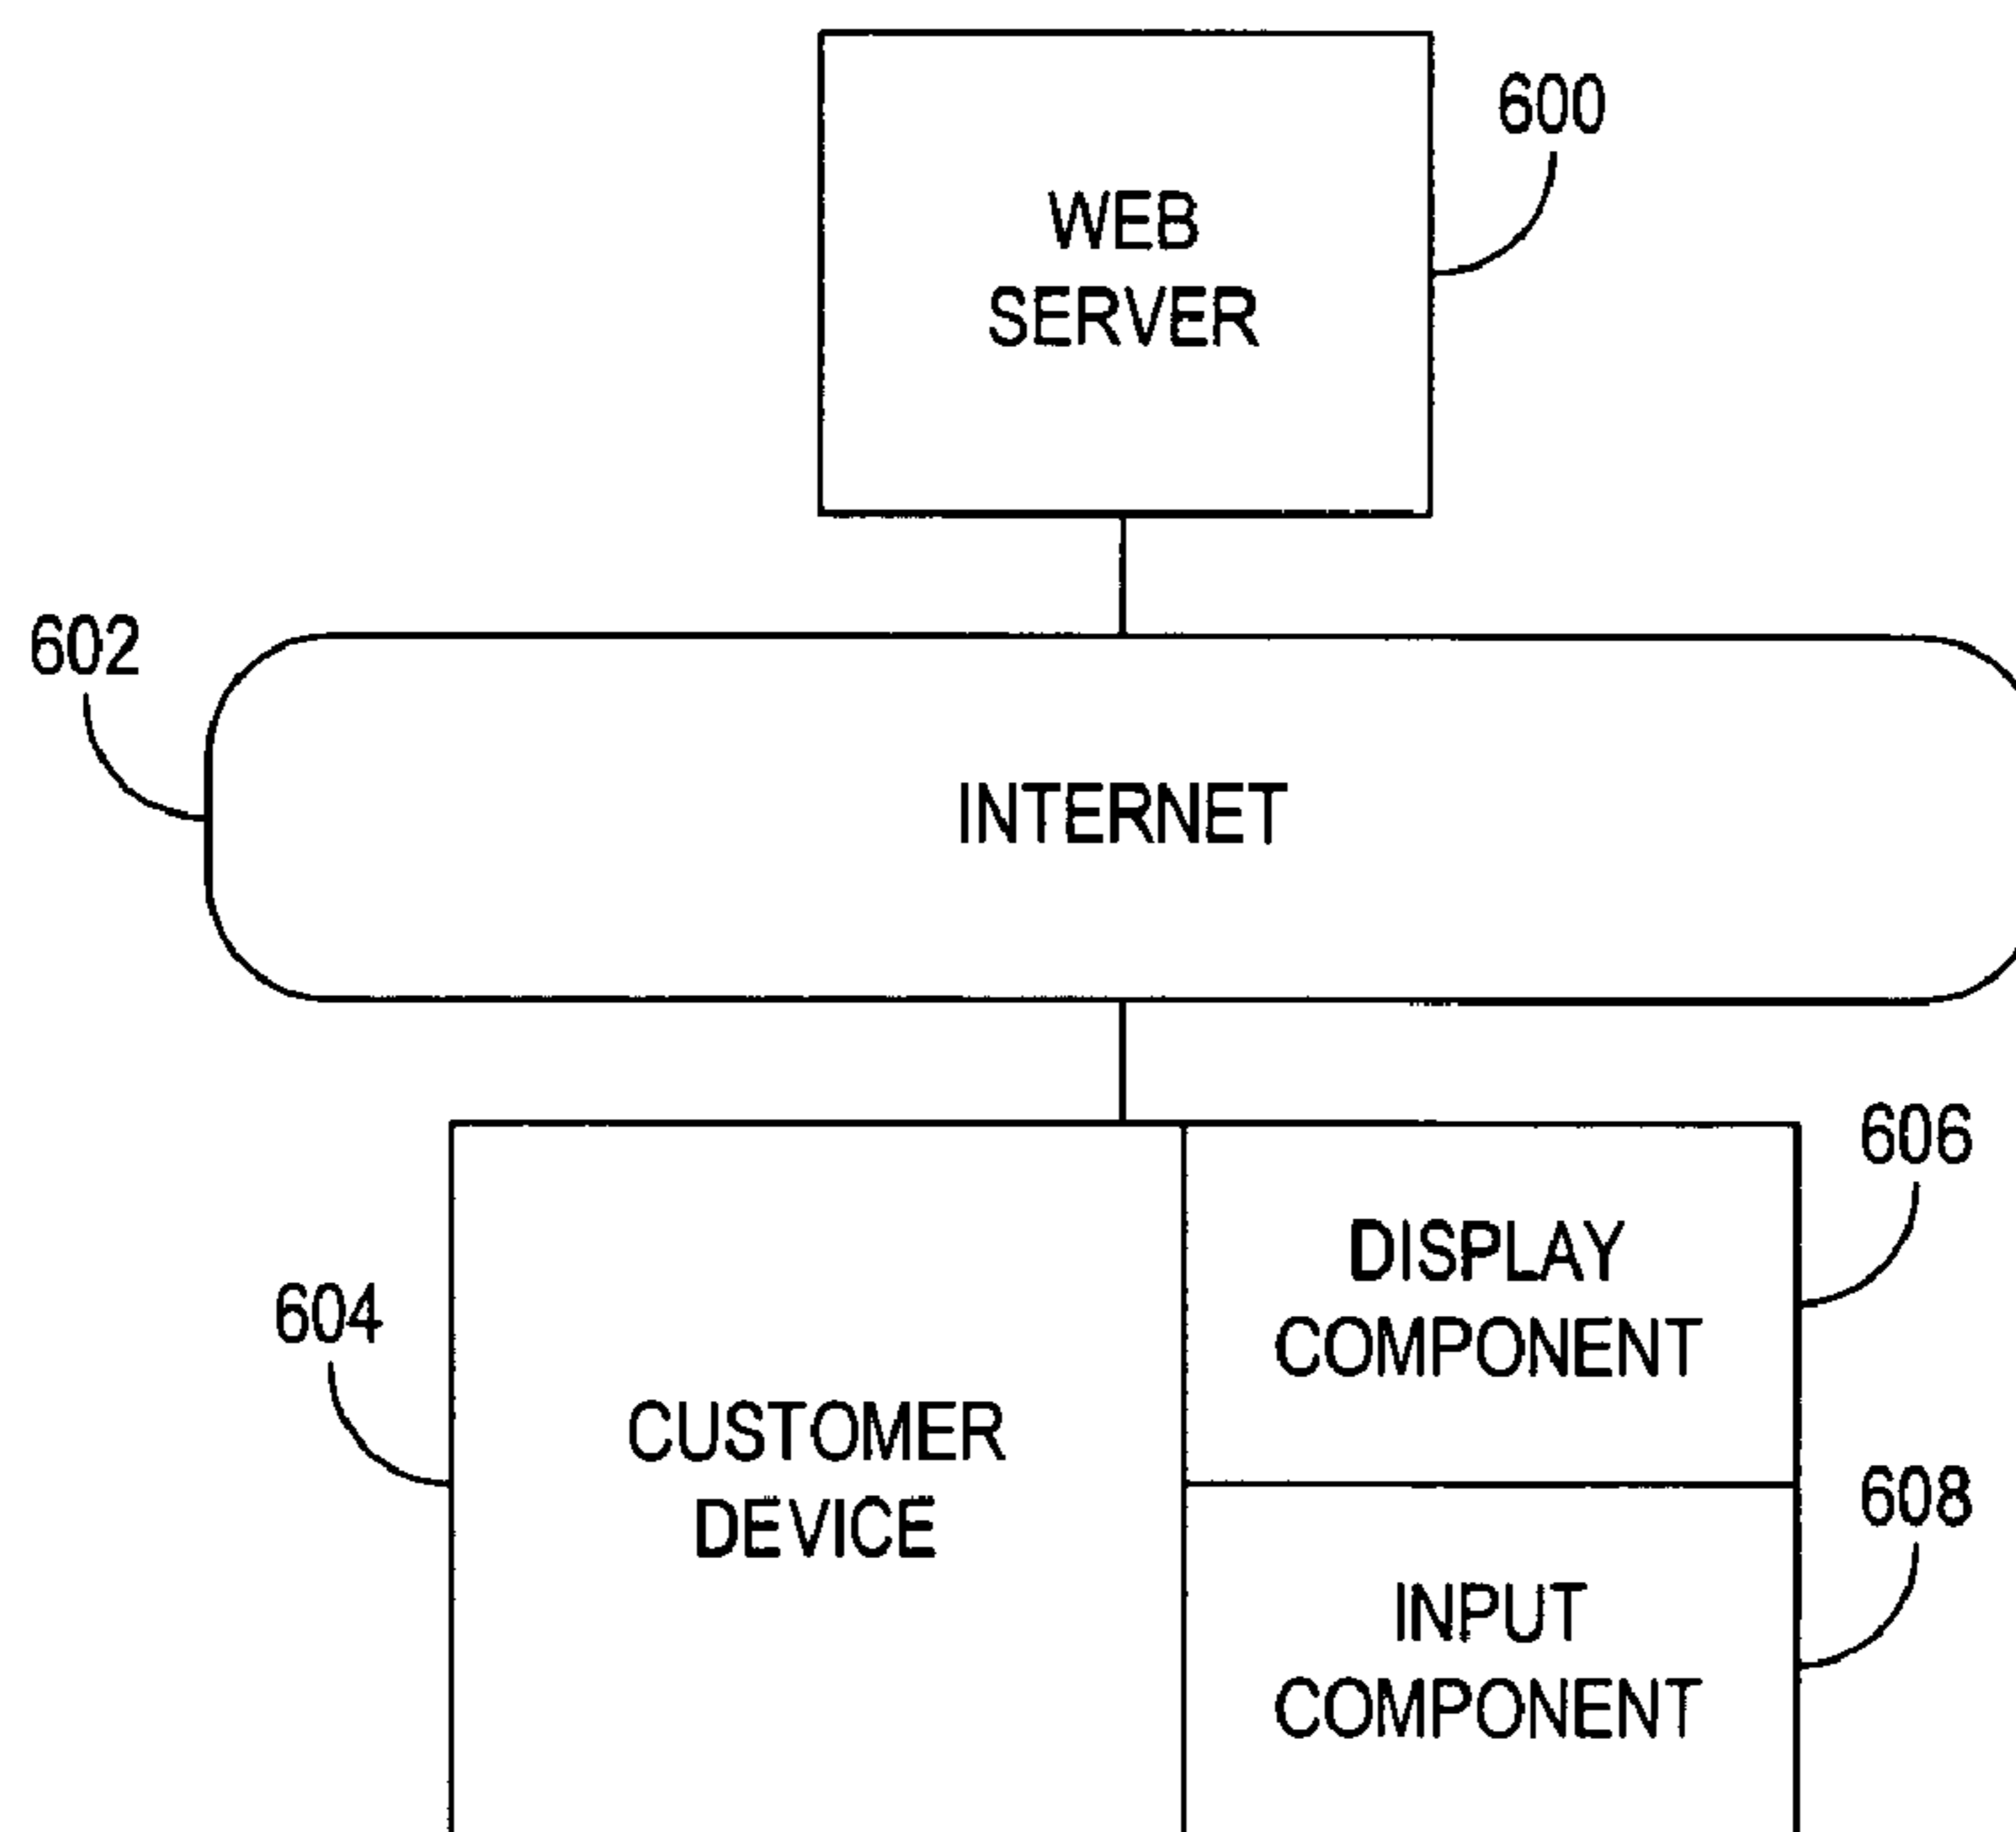 600
WEB
SERVER
602
INTERNET
606
DISPLAY
COMPONENT
604
CUSTOMER
DEVICE
608
INPUT
COMPONENT